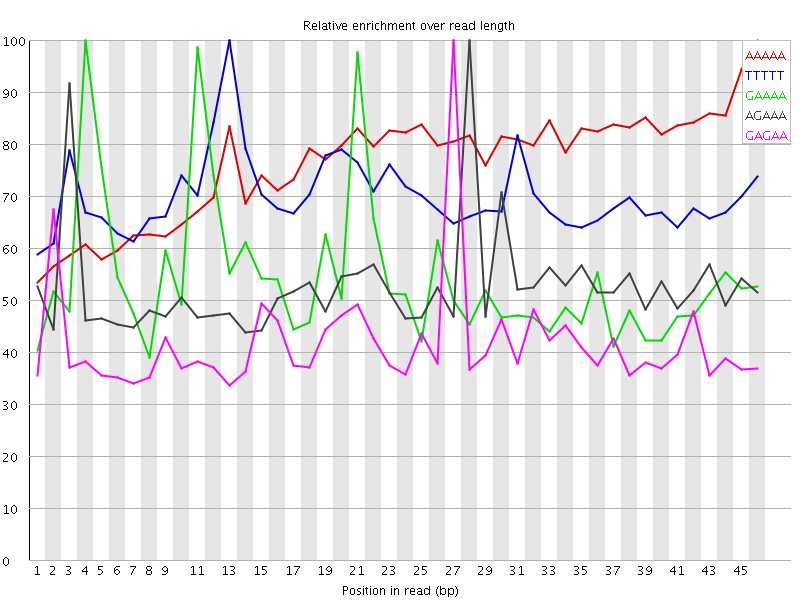 Relative enrichment over read length
100
90
80
70
60
50
40
30
20
10
0
AAAAA
TTTTT
GAAAA
AGAAA
GAGAA
1 2 3 4 5 6 7 8 9 11 13 15 17 19 21 23 25 27 29 31 33 35 37 39 41 43 45
Position in read (bp)